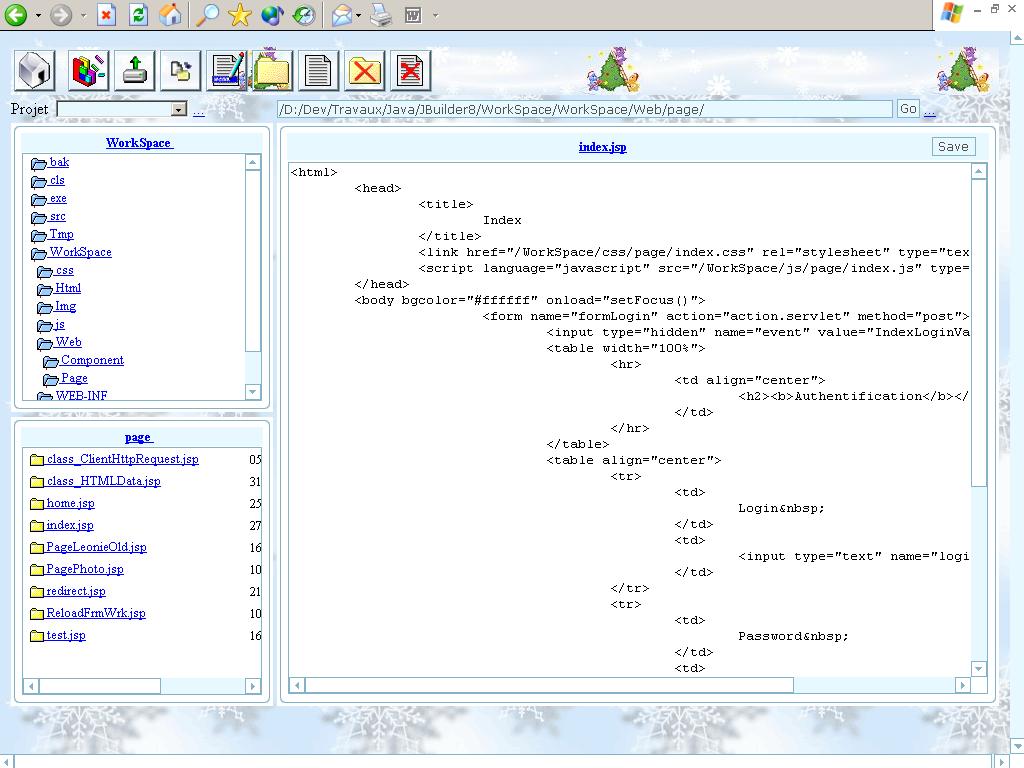 Projet ... /D:/Dev/Travaux/Java/JBuilder8/WorkSpace/WorkSpace/Web/page/ Go ...
WorkSpace
bak
cls
exe
src
Tmp
WorkSpace
css
Html
Img
js
Web
Component
Page
WEB-INF
page
class_ClientHttpRequest.jsp 05
class_HTMLData.jsp 31
home.jsp 25
index.jsp 27
PageLeonieOld.jsp 16
PagePhoto.jsp 10
redirect.jsp 21
ReloadFrmWrk.jsp 10
test.jsp 16
index.jsp Save
<html>
<head>
<title>
Index
</title>
<link href="/WorkSpace/css/page/index.css" rel="stylesheet" type="tex
<script language="javascript" src="/WorkSpace/js/page/index.js" type=
</head>
<body bgcolor="#ffffff" onload="setFocus()">
<form name="formLogin" action="action.servlet" method="post">
<input type="hidden" name="event" value="IndexLoginVa
<table width="100%">
<hr>
<td align="center">
<h2><b>Authentification</b></
</td>
</hr>
</table>
<table align="center">
<tr>
<td>
Login&nbsp;
</td>
<td>
<input type="text" name="logi
</td>
</tr>
<tr>
<td>
Password&nbsp;
</td>
<td>